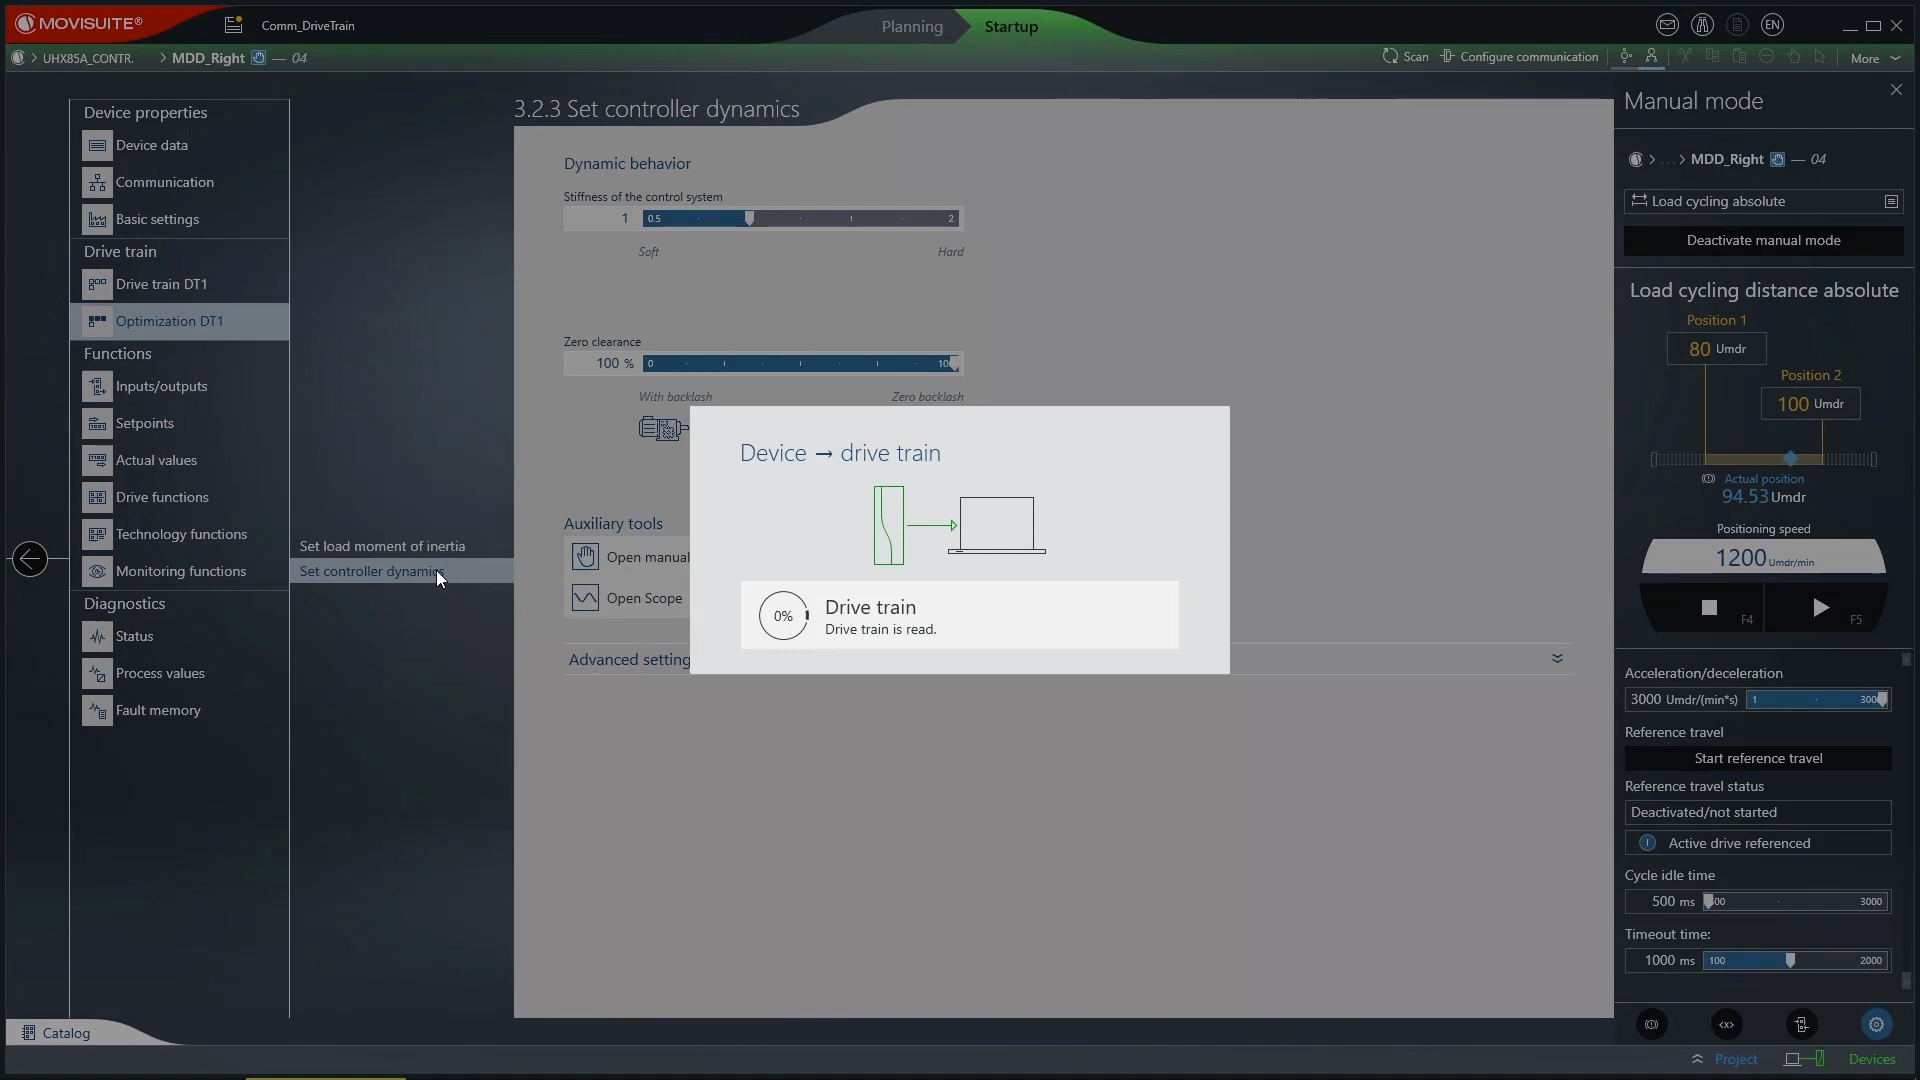 MOVISUITE®
Comm_DriveTrain
Planning
Startup
EN
UHX85A_CONTR.
MDD_Right — 04
Scan
Configure communication
More
Device properties
Device data
Communication
Basic settings
Drive train
Drive train DT1
Optimization DT1
Functions
Inputs/outputs
Setpoints
Actual values
Drive functions
Technology functions
Monitoring functions
Diagnostics
Status
Process values
Fault memory
Set load moment of inertia
Set controller dynamics
3.2.3 Set controller dynamics
Dynamic behavior
Stiffness of the control system
1 0.5 2
Soft Hard
Zero clearance
100 % 0 10
With backlash Zero backlash
Auxiliary tools
Open manual
Open Scope
Advanced setting
Device → drive train
0%
Drive train
Drive train is read.
Manual mode
... MDD_Right — 04
Load cycling absolute
Deactivate manual mode
Load cycling distance absolute
Position 1
80 Umdr
Position 2
100 Umdr
Actual position
94.53 Umdr
Positioning speed
1200 Umdr/min
F4
F5
Acceleration/deceleration
3000 Umdr/(min*s) 1 300
Reference travel
Start reference travel
Reference travel status
Deactivated/not started
Active drive referenced
Cycle idle time
500 ms 00 3000
Timeout time:
1000 ms 100 2000
Catalog
Project
Devices